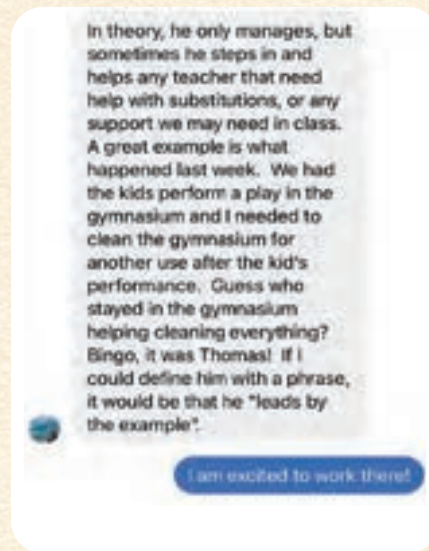 In theory, he only manages, but
sometimes he steps in and
helps any teacher that need
help with substitutions, or any
support we may need in class.
A great example is what
happened last week. We had
the kids perform a play in the
gymnasium and I needed to
clean the gymnasium for
another use after the kid's
performance. Guess who
stayed in the gymnasium
helping cleaning everything?
Bingo, it was Thomas! If I
could define him with a phrase,
it would be that he "leads by
the example".
I am excited to work there!